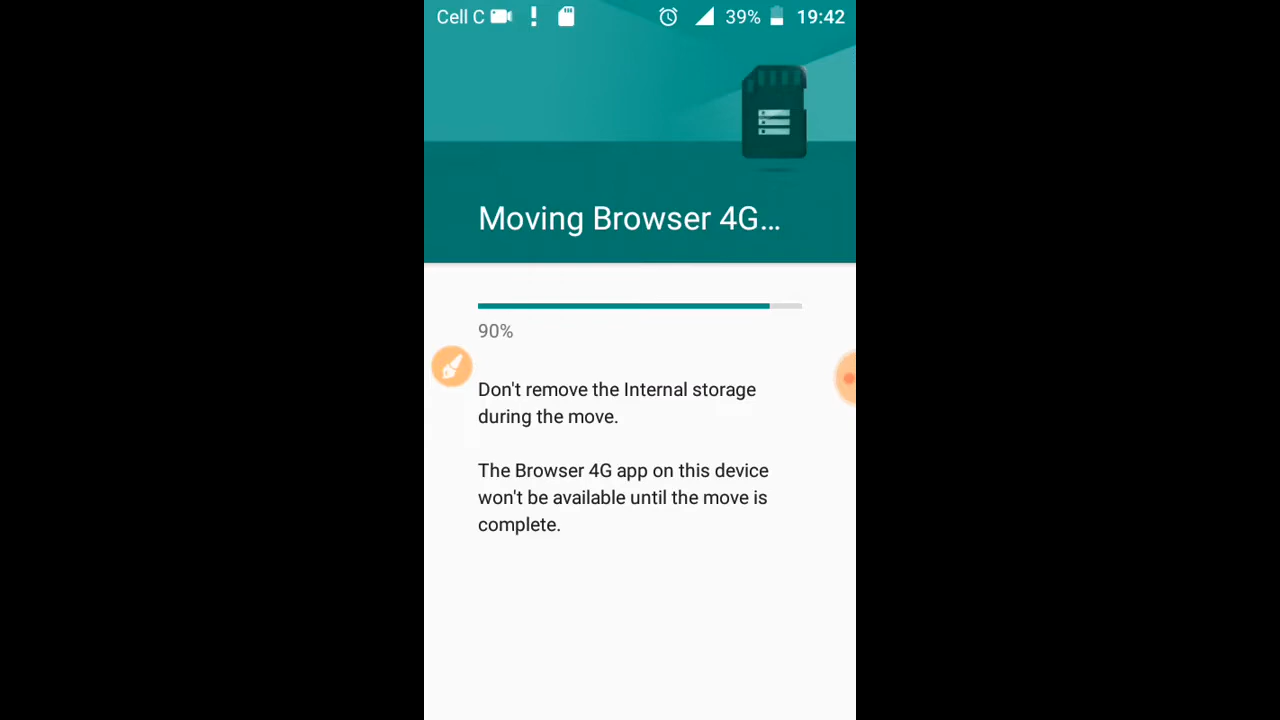 Cell C 39% 19:42
Moving Browser 4G...
90%
Don't remove the Internal storage
during the move.
The Browser 4G app on this device
won't be available until the move is
complete.